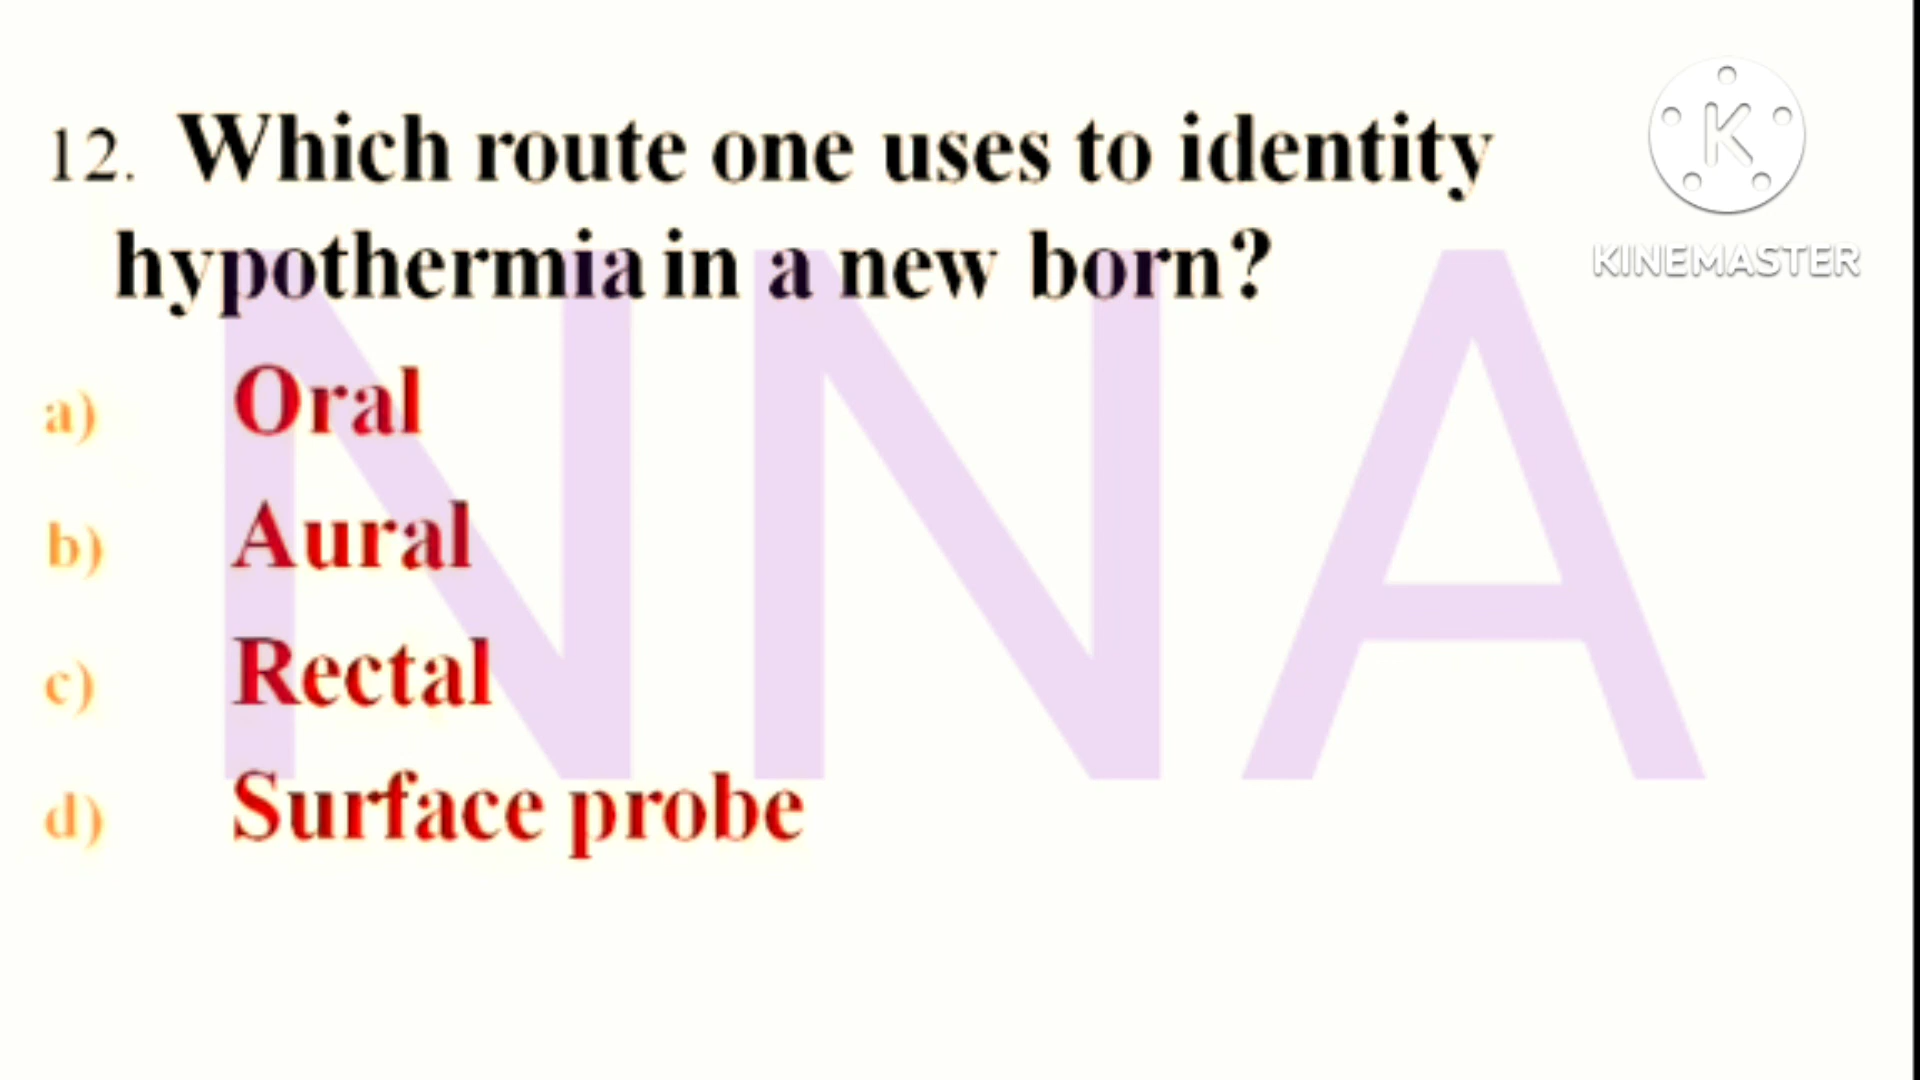 12. Which route one uses to identity
hypothermia in a new born?
a) Oral
b) Aural
c) Rectal
d) Surface probe
NNA
K
KINEMASTER